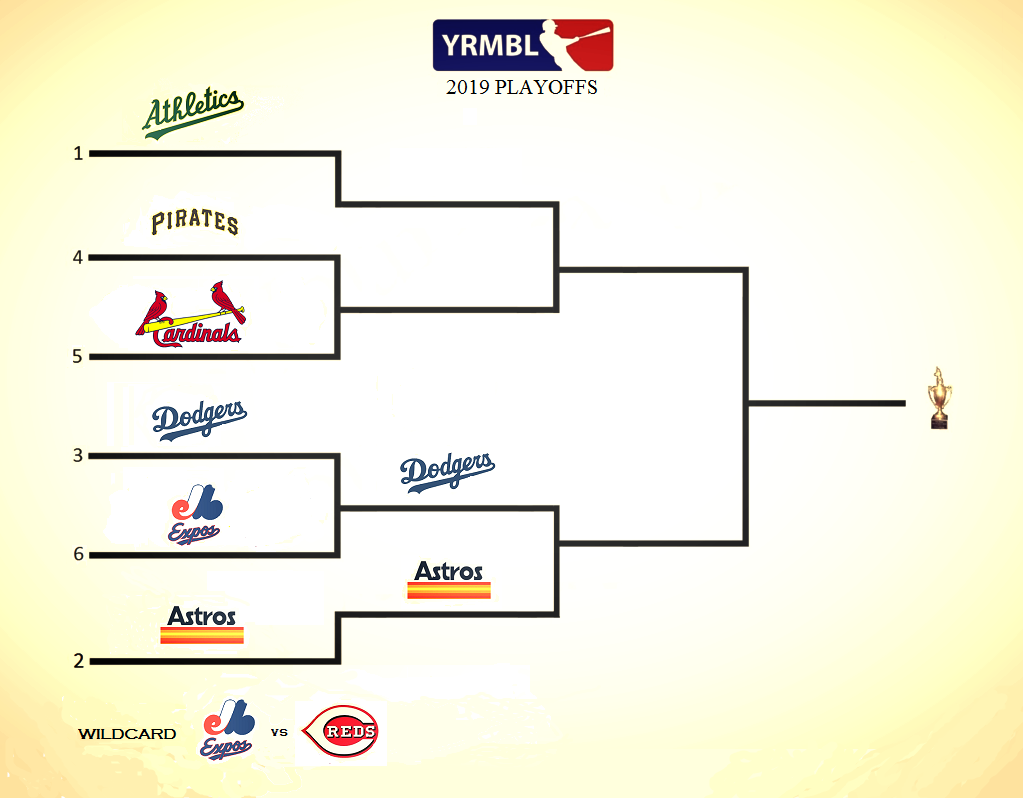 YRMBL
2019 PLAYOFFS
Athletics
1
PIRATES
4
Cardinals
5
Dodgers
3
Dodgers
Expos
6
Astros
Astros
2
WILDCARD Expos vs REDS